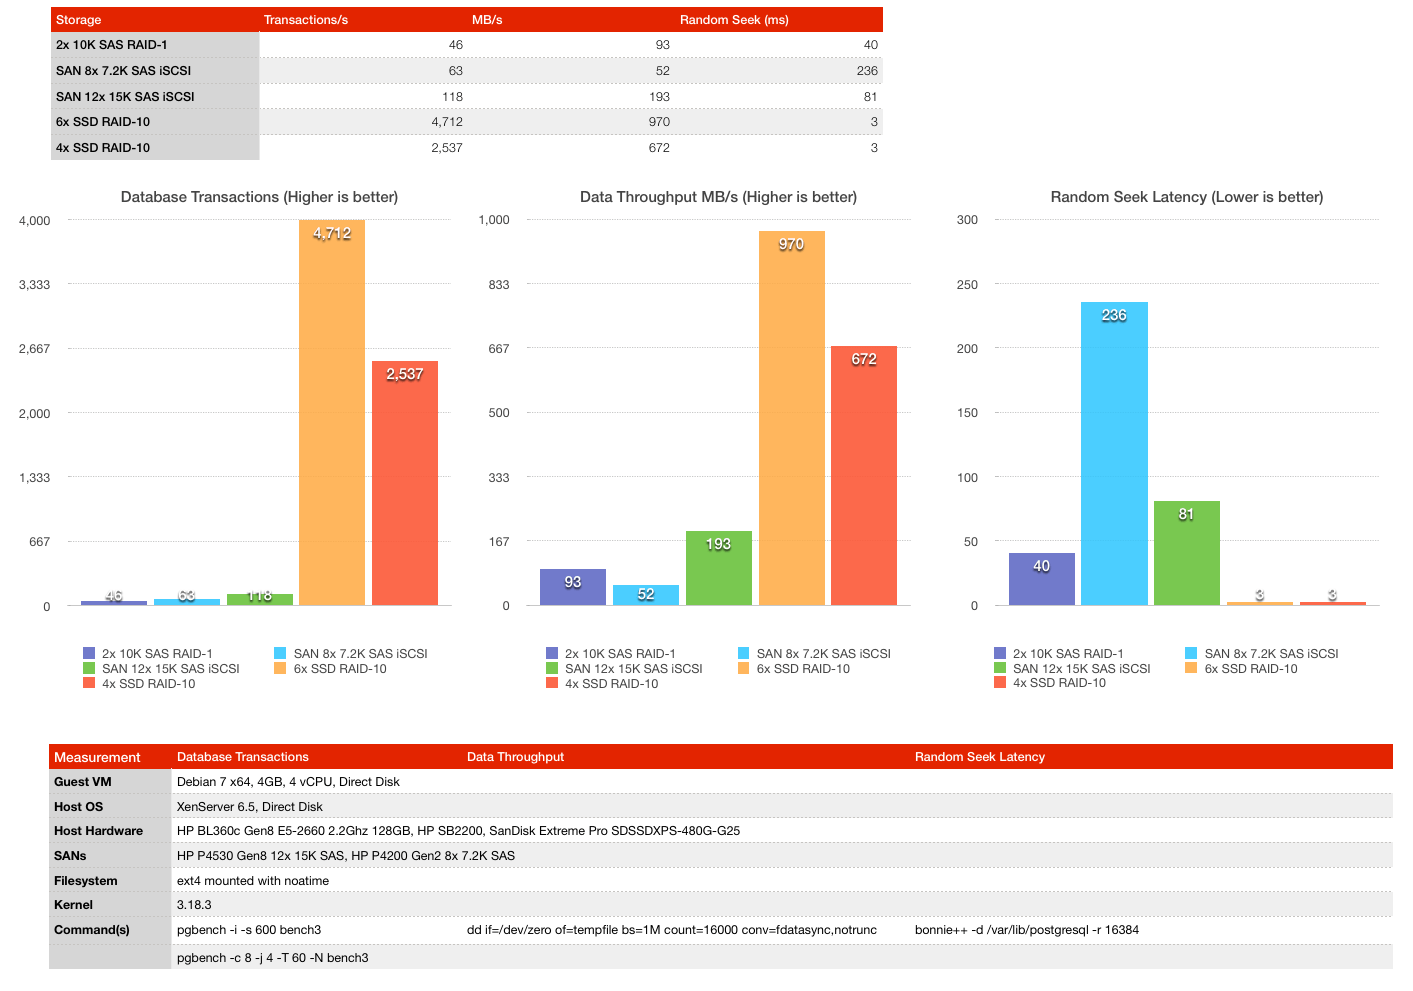 Storage Transactions/s MB/s Random Seek (ms)
2x 10K SAS RAID-1 46 93 40
SAN 8x 7.2K SAS iSCSI 63 52 236
SAN 12x 15K SAS iSCSI 118 193 81
6x SSD RAID-10 4,712 970 3
4x SSD RAID-10 2,537 672 3
Database Transactions (Higher is better)
4,000
3,333
2,667
2,000
1,333
667
0
46
63
118
4,712
2,537
2x 10K SAS RAID-1 SAN 8x 7.2K SAS iSCSI
SAN 12x 15K SAS iSCSI 6x SSD RAID-10
4x SSD RAID-10
Data Throughput MB/s (Higher is better)
1,000
833
667
500
333
167
0
93
52
193
970
672
2x 10K SAS RAID-1 SAN 8x 7.2K SAS iSCSI
SAN 12x 15K SAS iSCSI 6x SSD RAID-10
4x SSD RAID-10
Random Seek Latency (Lower is better)
300
250
200
150
100
50
0
40
236
81
3
3
2x 10K SAS RAID-1 SAN 8x 7.2K SAS iSCSI
SAN 12x 15K SAS iSCSI 6x SSD RAID-10
4x SSD RAID-10
Measurement Database Transactions Data Throughput Random Seek Latency
Guest VM Debian 7 x64, 4GB, 4 vCPU, Direct Disk
Host OS XenServer 6.5, Direct Disk
Host Hardware HP BL360c Gen8 E5-2660 2.2Ghz 128GB, HP SB2200, SanDisk Extreme Pro SDSSDXPS-480G-G25
SANs HP P4530 Gen8 12x 15K SAS, HP P4200 Gen2 8x 7.2K SAS
Filesystem ext4 mounted with noatime
Kernel 3.18.3
Command(s) pgbench -i -s 600 bench3 dd if=/dev/zero of=tempfile bs=1M count=16000 conv=fdatasync,notrunc bonnie++ -d /var/lib/postgresql -r 16384
pgbench -c 8 -j 4 -T 60 -N bench3